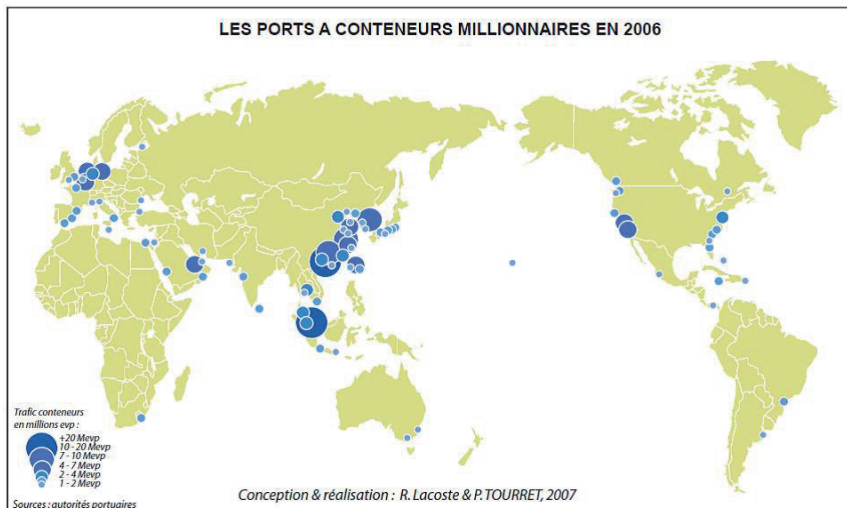 LES PORTS A CONTENEURS MILLIONNAIRES EN 2006
Trafic conteneurs
en millions evp :
+20 Mevp
10 - 20 Mevp
7 - 10 Mevp
4 - 7 Mevp
2 - 4 Mevp
1 - 2 Mevp
Sources : autorités portuaires
Conception & réalisation : R. Lacoste & P.TOURRET, 2007